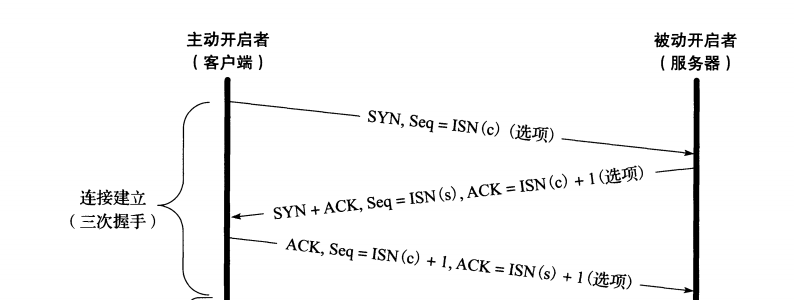 主动开启者
（客户端）
被动开启者
（服务器）
SYN, Seq = ISN(c)（选项）
SYN + ACK, Seq = ISN(s), ACK = ISN(c) + 1（选项）
连接建立
（三次握手）
ACK, Seq = ISN(c) + 1, ACK = ISN(s) + 1（选项）